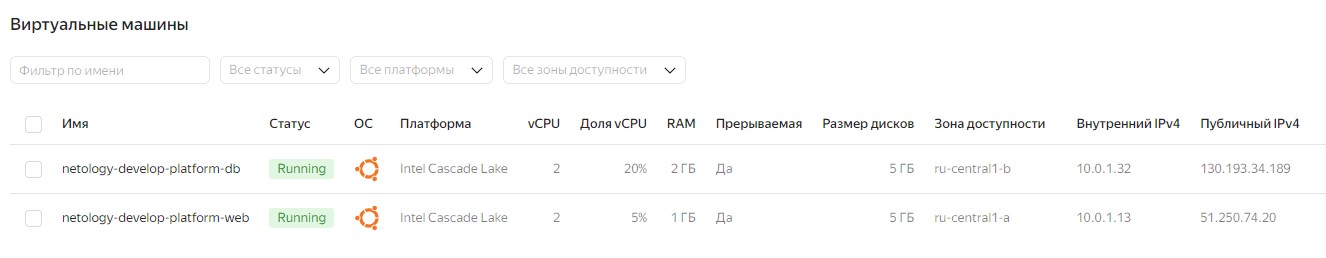 Виртуальные машины
Фильтр по имени Все статусы Все платформы Все зоны доступности
Имя Статус ОС Платформа vCPU Доля vCPU RAM Прерываемая Размер дисков Зона доступности Внутренний IPv4 Публичный IPv4
netology-develop-platform-db Running Intel Cascade Lake 2 20% 2 ГБ Да 5 ГБ ru-central1-b 10.0.1.32 130.193.34.189
netology-develop-platform-web Running Intel Cascade Lake 2 5% 1 ГБ Да 5 ГБ ru-central1-a 10.0.1.13 51.250.74.20